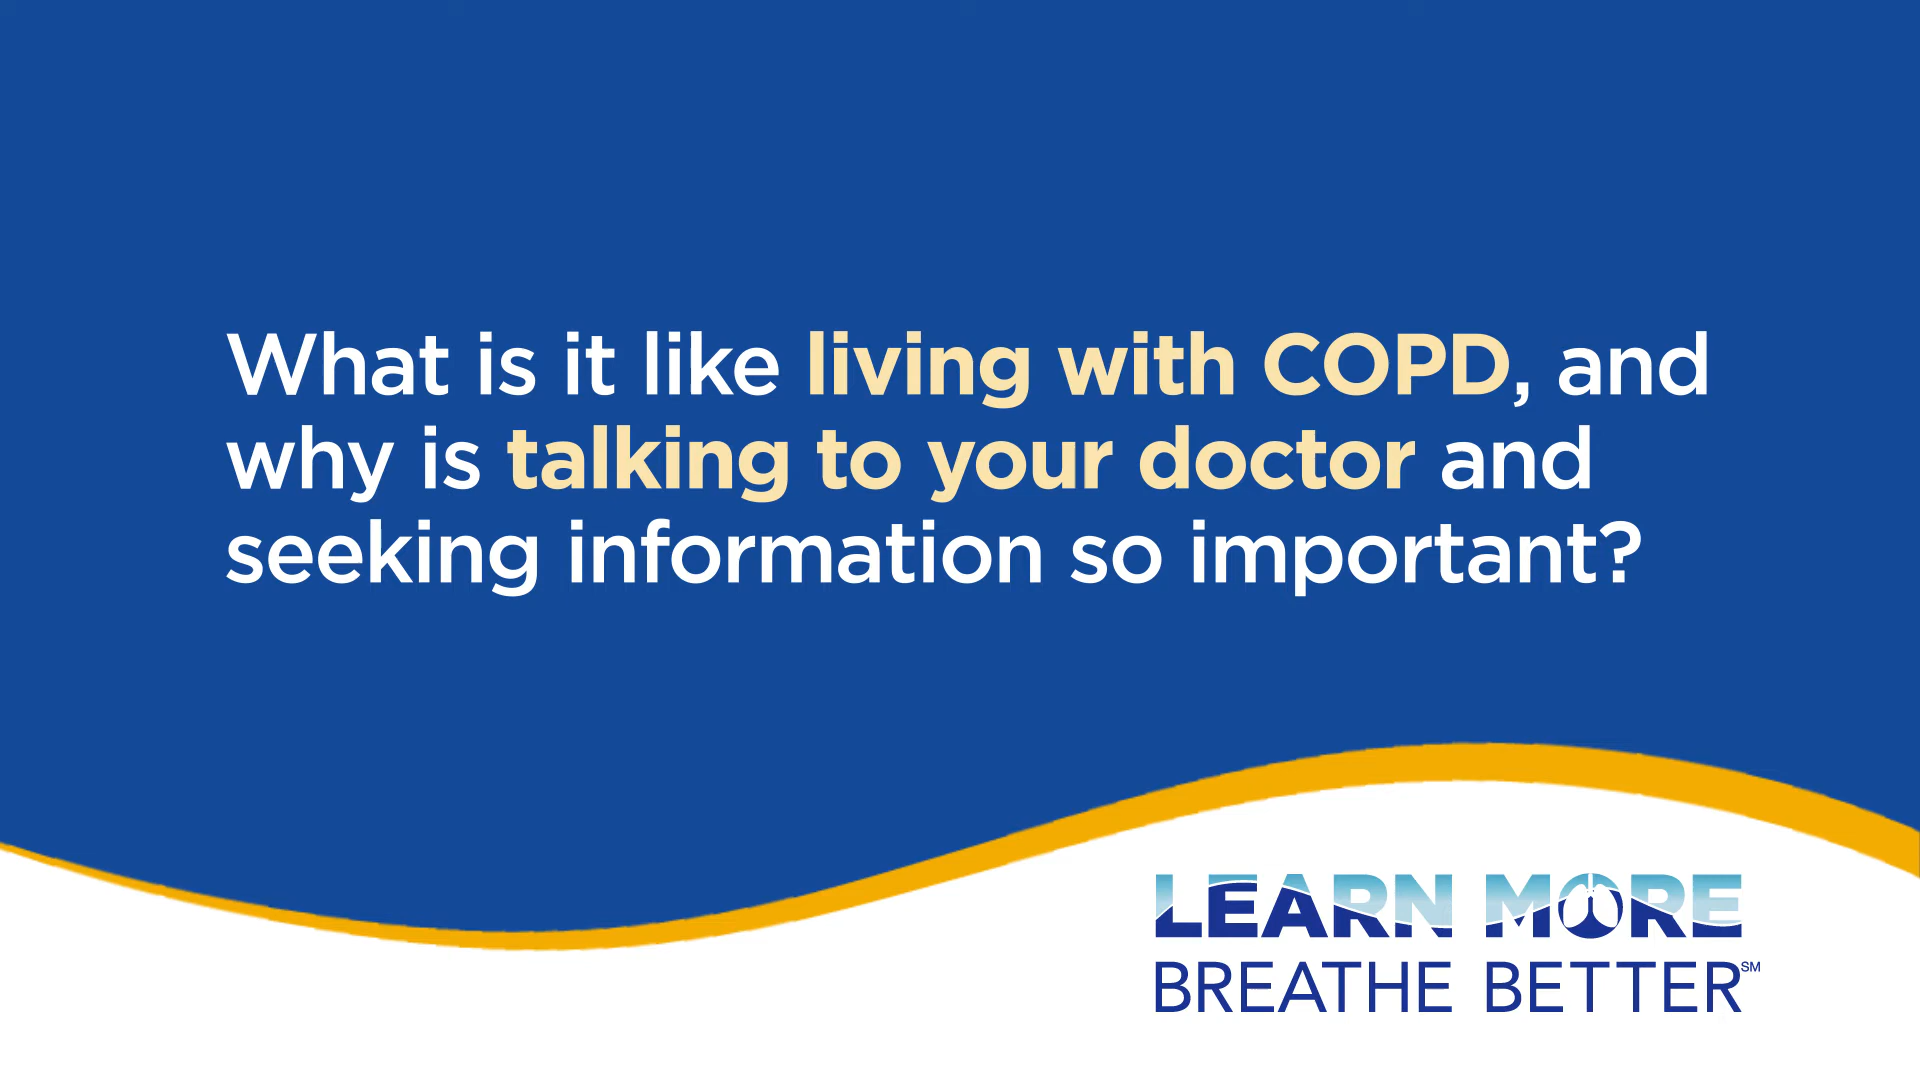 What is it like living with COPD, and
why is talking to your doctor and
seeking information so important?
LEARN MORE
BREATHE BETTER℠